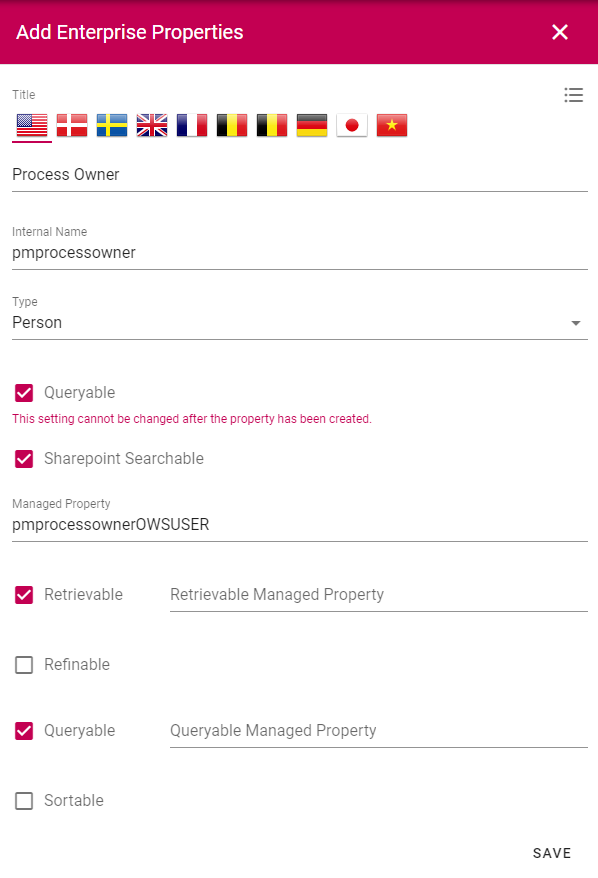 Add Enterprise Properties
Title
Process Owner
Internal Name
pmprocessowner
Type
Person
Queryable
This setting cannot be changed after the property has been created.
Sharepoint Searchable
Managed Property
pmprocessownerOWSUSER
Retrievable Retrievable Managed Property
Refinable
Queryable Queryable Managed Property
Sortable
SAVE